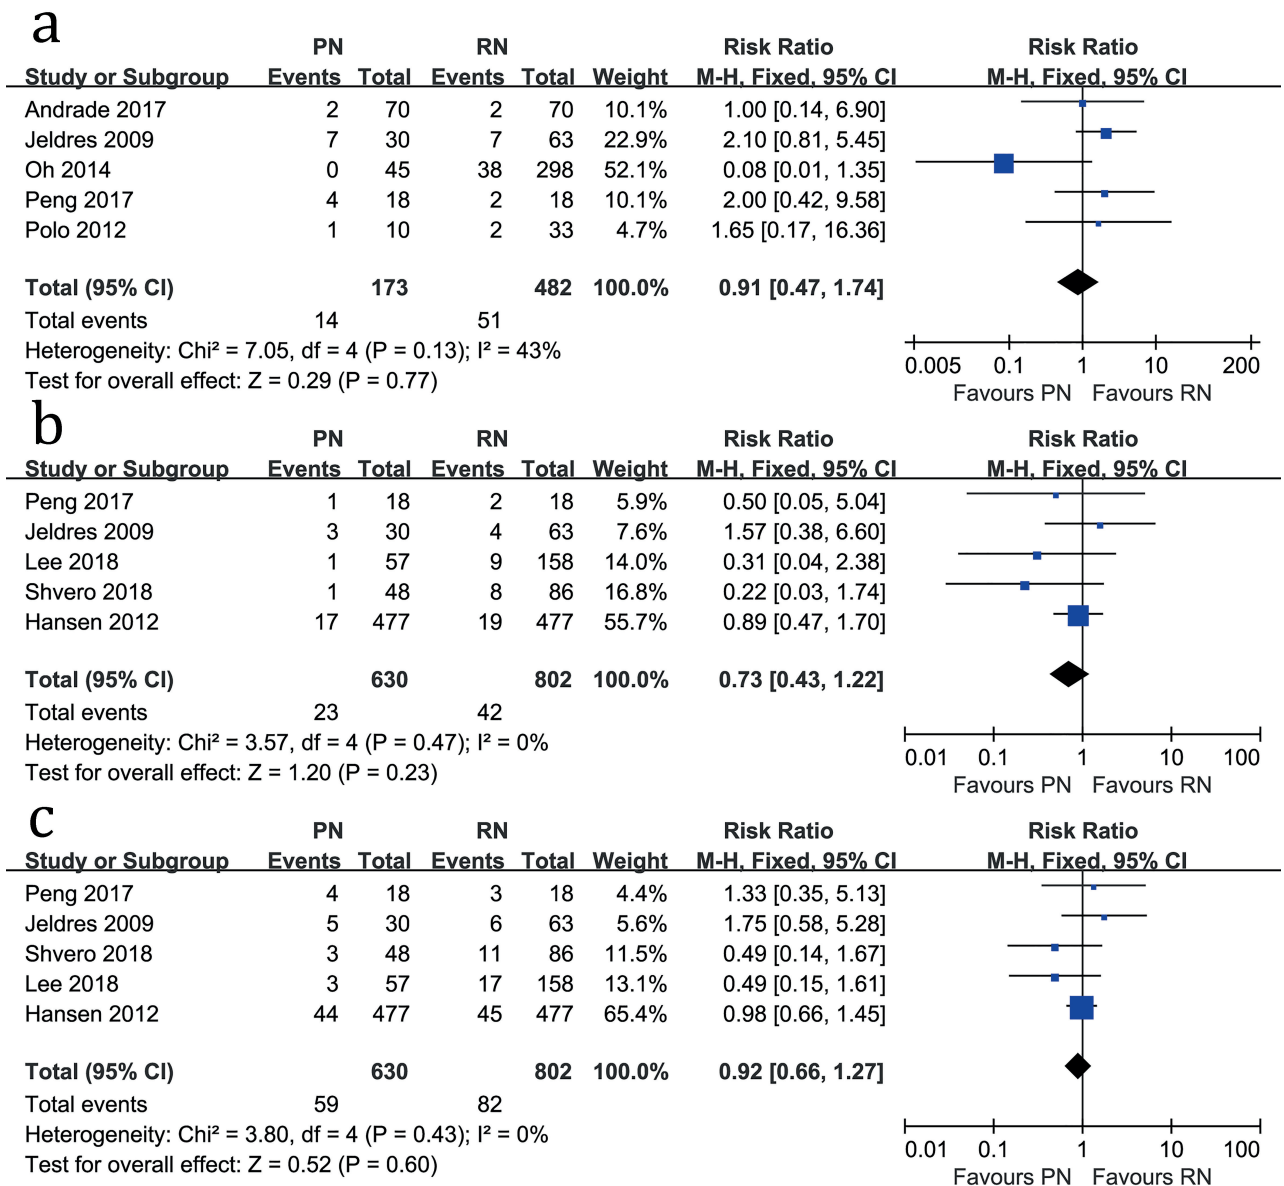 a
PN RN Risk Ratio Risk Ratio
Study or Subgroup Events Total Events Total Weight M-H, Fixed, 95% CI M-H, Fixed, 95% CI
Andrade 2017 2 70 2 70 10.1% 1.00 [0.14, 6.90]
Jeldres 2009 7 30 7 63 22.9% 2.10 [0.81, 5.45]
Oh 2014 0 45 38 298 52.1% 0.08 [0.01, 1.35]
Peng 2017 4 18 2 18 10.1% 2.00 [0.42, 9.58]
Polo 2012 1 10 2 33 4.7% 1.65 [0.17, 16.36]
Total (95% CI) 173 482 100.0% 0.91 [0.47, 1.74]
Total events 14 51
Heterogeneity: Chi² = 7.05, df = 4 (P = 0.13); I² = 43%
Test for overall effect: Z = 0.29 (P = 0.77)
0.005 0.1 1 10 200
Favours PN Favours RN
b
PN RN Risk Ratio Risk Ratio
Study or Subgroup Events Total Events Total Weight M-H, Fixed, 95% CI M-H, Fixed, 95% CI
Peng 2017 1 18 2 18 5.9% 0.50 [0.05, 5.04]
Jeldres 2009 3 30 4 63 7.6% 1.57 [0.38, 6.60]
Lee 2018 1 57 9 158 14.0% 0.31 [0.04, 2.38]
Shvero 2018 1 48 8 86 16.8% 0.22 [0.03, 1.74]
Hansen 2012 17 477 19 477 55.7% 0.89 [0.47, 1.70]
Total (95% CI) 630 802 100.0% 0.73 [0.43, 1.22]
Total events 23 42
Heterogeneity: Chi² = 3.57, df = 4 (P = 0.47); I² = 0%
Test for overall effect: Z = 1.20 (P = 0.23)
0.01 0.1 1 10 100
Favours PN Favours RN
c
PN RN Risk Ratio Risk Ratio
Study or Subgroup Events Total Events Total Weight M-H, Fixed, 95% CI M-H, Fixed, 95% CI
Peng 2017 4 18 3 18 4.4% 1.33 [0.35, 5.13]
Jeldres 2009 5 30 6 63 5.6% 1.75 [0.58, 5.28]
Shvero 2018 3 48 11 86 11.5% 0.49 [0.14, 1.67]
Lee 2018 3 57 17 158 13.1% 0.49 [0.15, 1.61]
Hansen 2012 44 477 45 477 65.4% 0.98 [0.66, 1.45]
Total (95% CI) 630 802 100.0% 0.92 [0.66, 1.27]
Total events 59 82
Heterogeneity: Chi² = 3.80, df = 4 (P = 0.43); I² = 0%
Test for overall effect: Z = 0.52 (P = 0.60)
0.01 0.1 1 10 100
Favours PN Favours RN